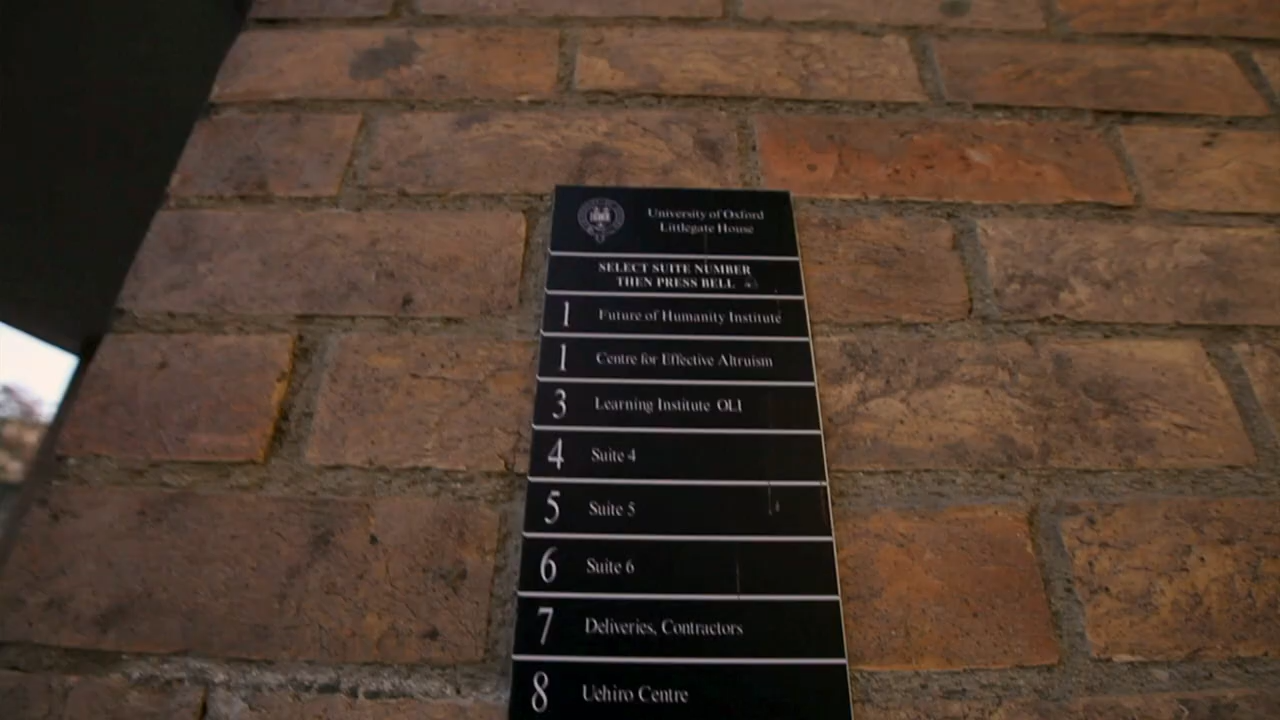 University of Oxford
Littlegate House
SELECT SUITE NUMBER
THEN PRESS BELL
1 Future of Humanity Institute
1 Centre for Effective Altruism
3 Learning Institute OLI
4 Suite 4
5 Suite 5
6 Suite 6
7 Deliveries, Contractors
8 Uehiro Centre